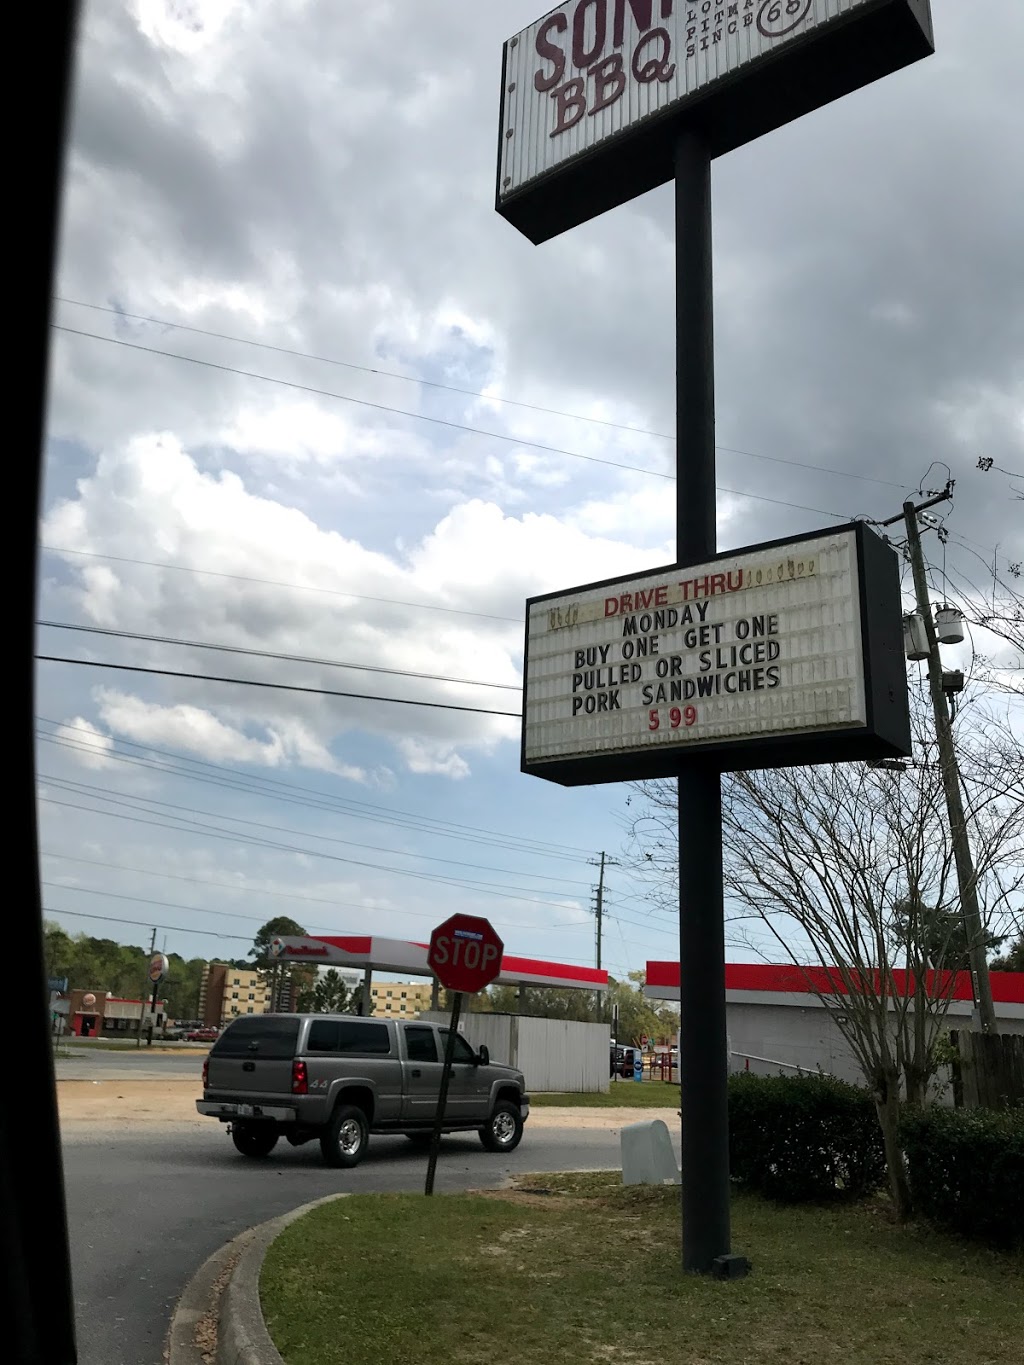 SON
BBQ
PITMA
SINCE 68
DRIVE THRU
MONDAY
BUY ONE GET ONE
PULLED OR SLICED
PORK SANDWICHES
5 99
STOP
4x4